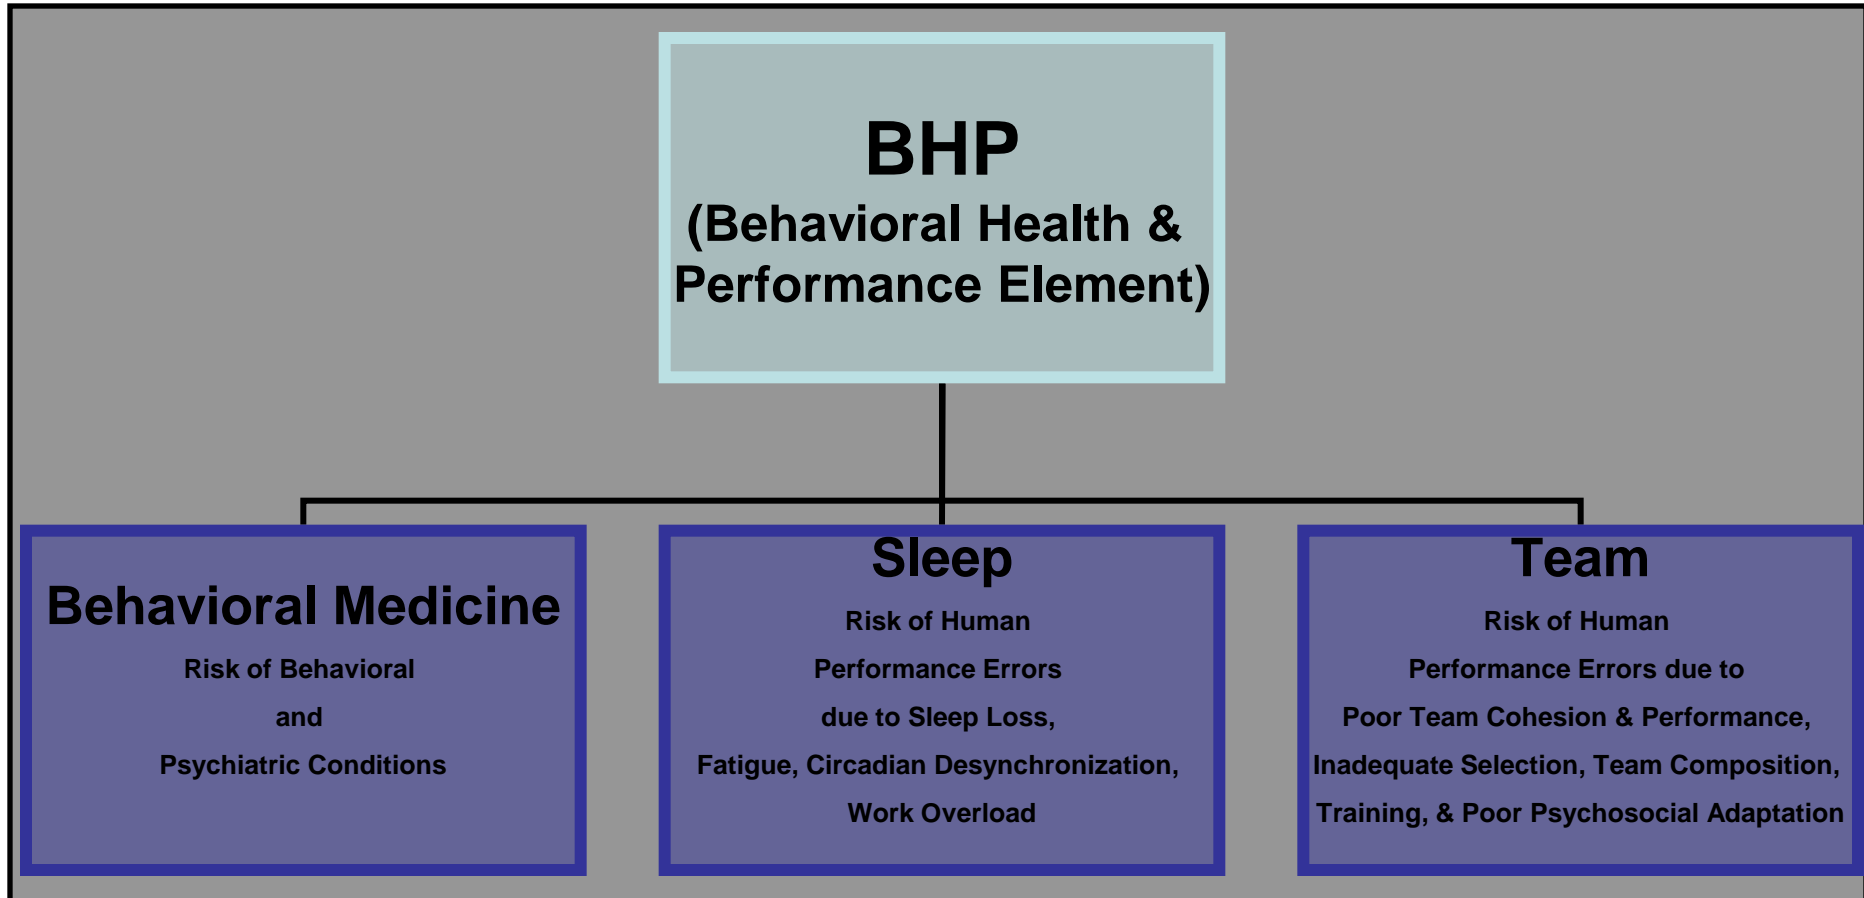 BHP
(Behavioral Health &
Performance Element)
Behavioral Medicine
Risk of Behavioral
and
Psychiatric Conditions
Sleep
Risk of Human
Performance Errors
due to Sleep Loss,
Fatigue, Circadian Desynchronization,
Work Overload
Team
Risk of Human
Performance Errors due to
Poor Team Cohesion & Performance,
Inadequate Selection, Team Composition,
Training, & Poor Psychosocial Adaptation